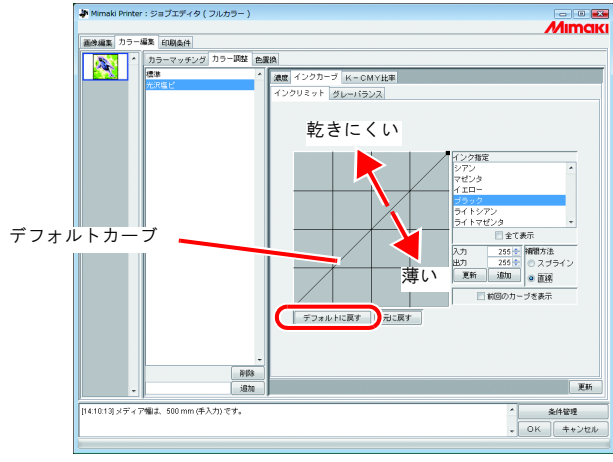 Mimaki Printer : ジョブエディタ ( フルカラー )
Mimaki
画像編集 カラー編集 印刷条件
カラーマッチング カラー調整 色置換
標準
光沢塩ビ
濃度 インクカーブ K－CMY比率
インクリミット グレーバランス
乾きにくい
インク指定
シアン
マゼンタ
イエロー
ブラック
ライトシアン
ライトマゼンタ
全て表示
デフォルトカーブ
薄い
入力 255 補間方法
出力 255 スプライン
更新 追加 直線
前回のカーブを表示
デフォルトに戻す 元に戻す
削除
追加
更新
[14:10:13] メディア幅は、500 mm (手入力) です。
条件管理
OK キャンセル